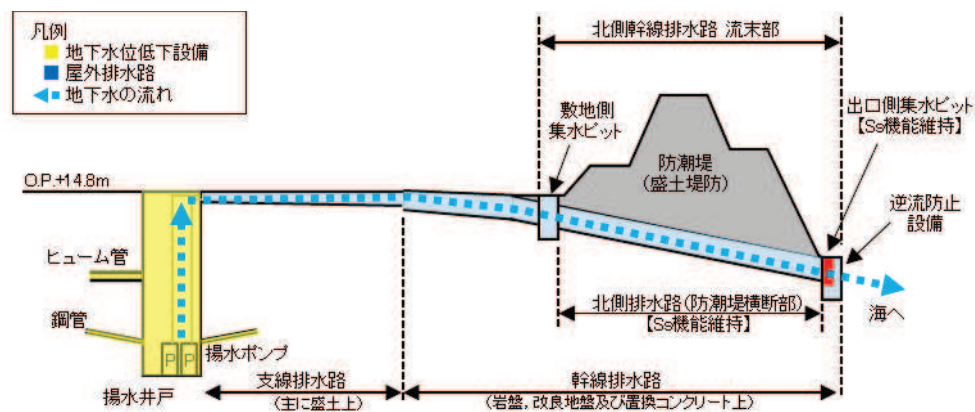 凡例
地下水位低下設備
屋外排水路
地下水の流れ
北側幹線排水路 流末部
敷地側
集水ピット
出口側集水ピット
【Ss機能維持】
防潮堤
(盛土堤防)
O.P.+14.8m
逆流防止
設備
ヒューム管
海へ
北側排水路(防潮堤横断部)
【Ss機能維持】
鋼管
P P
揚水ポンプ
揚水井戸
支線排水路
(主に盛土上)
幹線排水路
(岩盤，改良地盤及び置換コンクリート上)